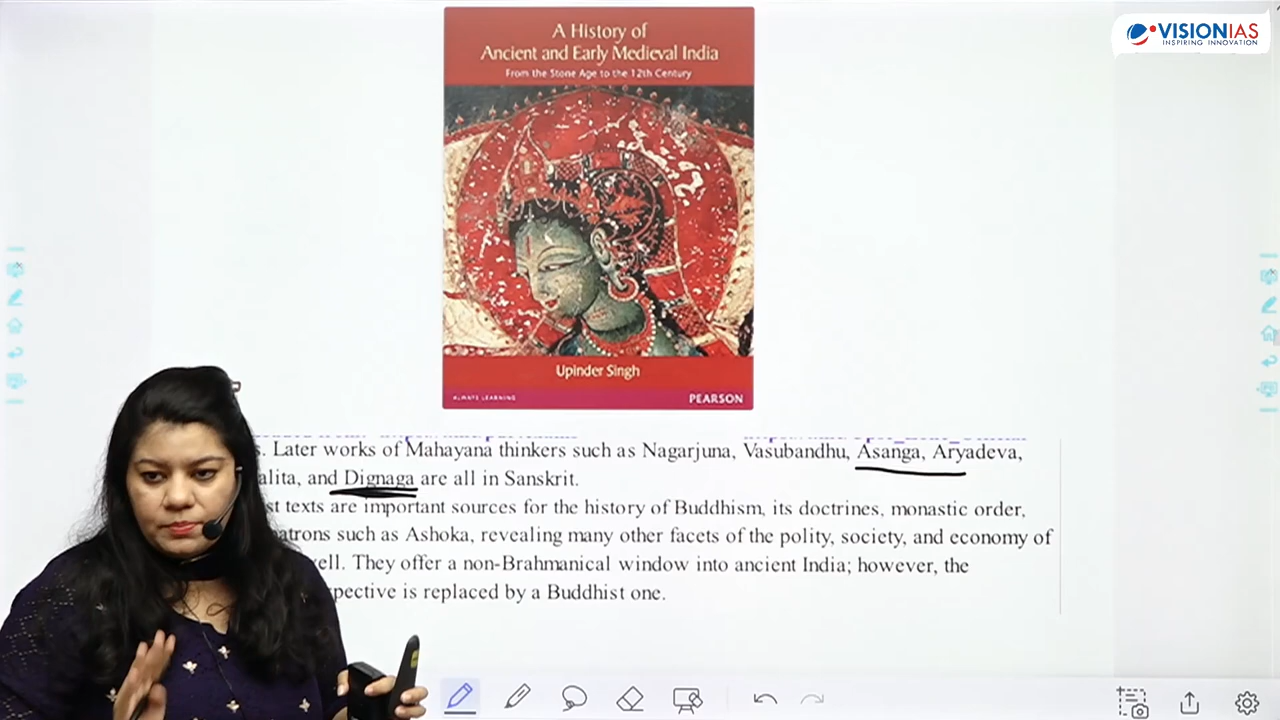 VISIONIAS
INSPIRING INNOVATION
A History of
Ancient and Early Medieval India
From the Stone Age to the 12th Century
Upinder Singh
ALWAYS LEARNING
PEARSON
s. Later works of Mahayana thinkers such as Nagarjuna, Vasubandhu, Asanga, Aryadeva,
alita, and Dignaga are all in Sanskrit.
st texts are important sources for the history of Buddhism, its doctrines, monastic order,
atrons such as Ashoka, revealing many other facets of the polity, society, and economy of
ell. They offer a non-Brahmanical window into ancient India; however, the
pective is replaced by a Buddhist one.